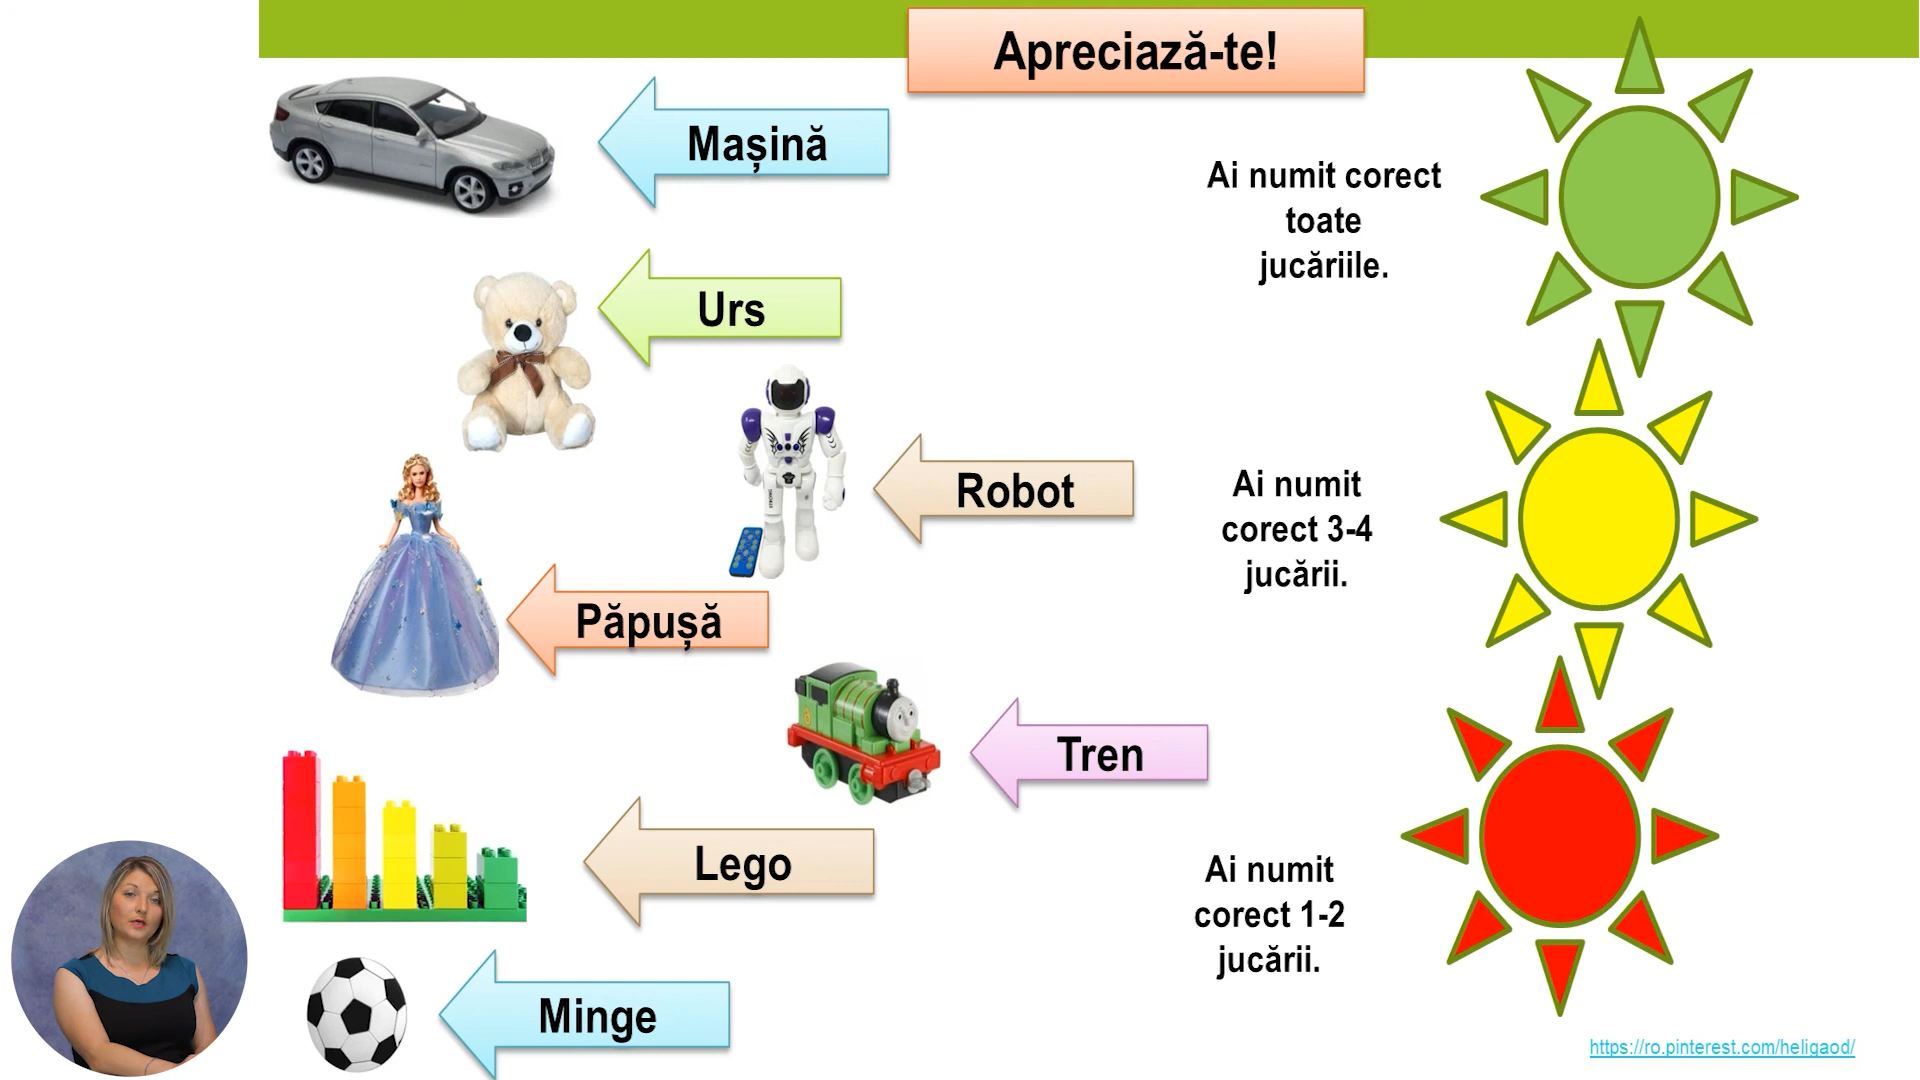 Apreciază-te!
Mașină
Ai numit corect
toate
jucăriile.
Urs
Robot
Ai numit
corect 3-4
jucării.
Păpușă
Tren
Lego
Ai numit
corect 1-2
jucării.
Minge
https://ro.pinterest.com/heligaod/